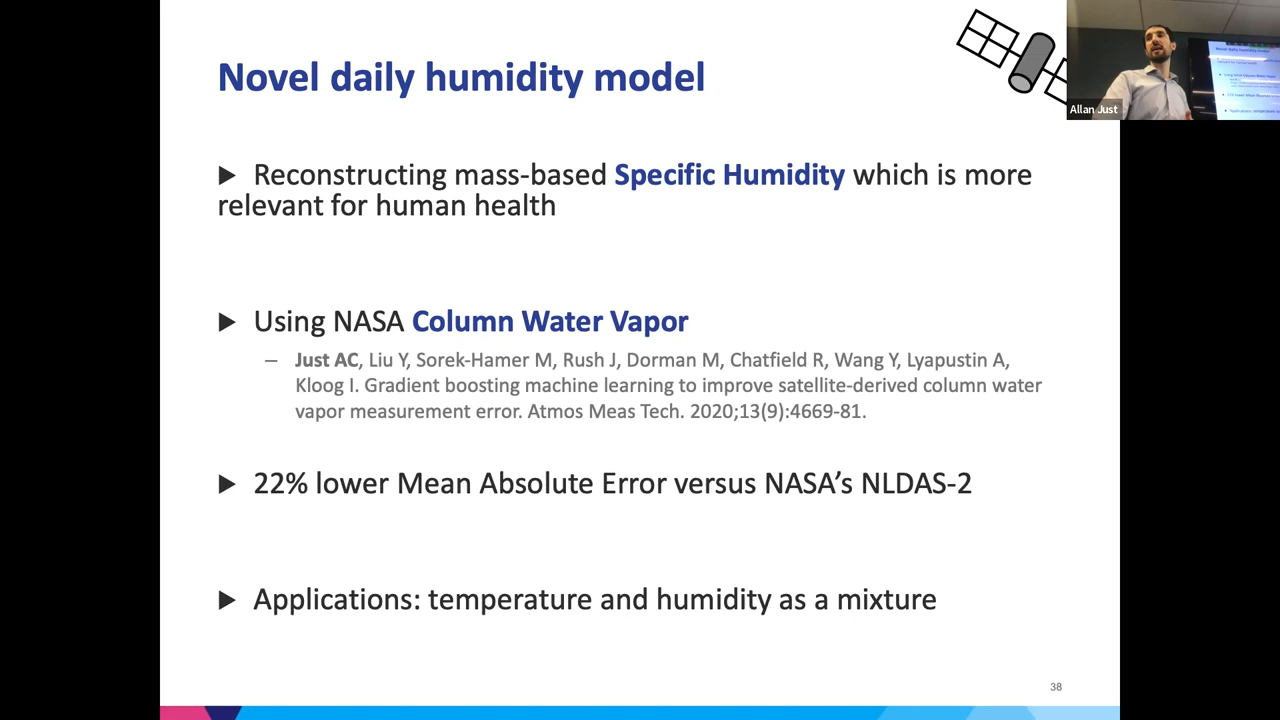 Novel daily humidity model
Allan Just
▶ Reconstructing mass-based Specific Humidity which is more
relevant for human health
▶ Using NASA Column Water Vapor
– Just AC, Liu Y, Sorek-Hamer M, Rush J, Dorman M, Chatfield R, Wang Y, Lyapustin A,
Kloog I. Gradient boosting machine learning to improve satellite-derived column water
vapor measurement error. Atmos Meas Tech. 2020;13(9):4669-81.
▶ 22% lower Mean Absolute Error versus NASA’s NLDAS-2
▶ Applications: temperature and humidity as a mixture
38